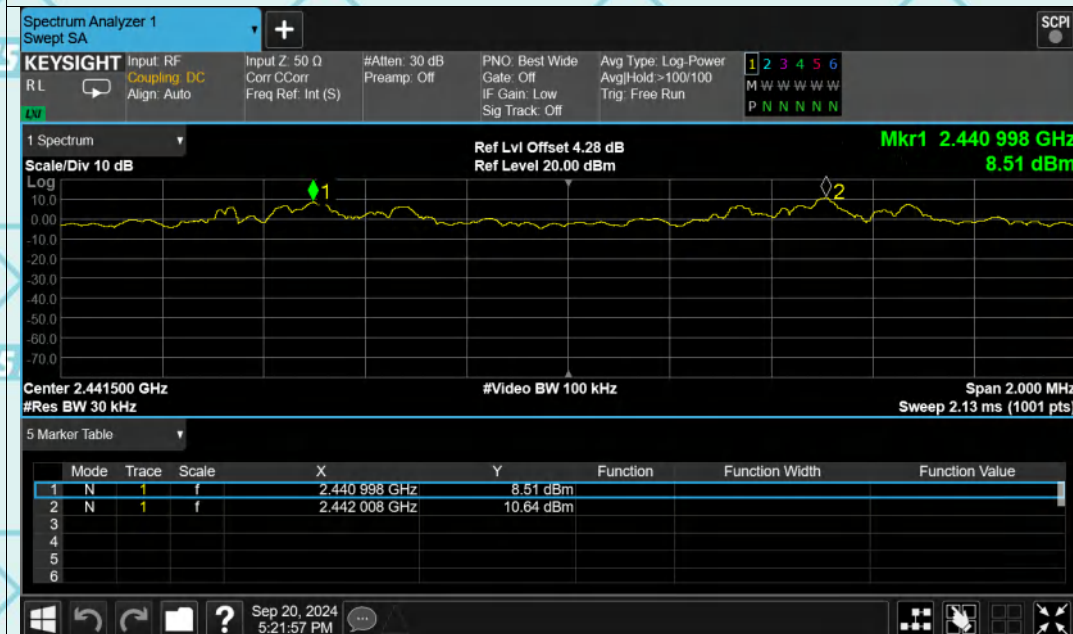 Spectrum Analyzer 1
Swept SA
+
SCPI
KEYSIGHT Input: RF Input Z: 50 Ω #Atten: 30 dB PNO: Best Wide Avg Type: Log-Power 1 2 3 4 5 6
RL Coupling: DC Corr CCorr Preamp: Off Gate: Off Avg|Hold:>100/100 M W W W W W
Align: Auto Freq Ref: Int (S) IF Gain: Low Trig: Free Run
LXI Sig Track: Off P N N N N N
1 Spectrum Ref Lvl Offset 4.28 dB Mkr1 2.440 998 GHz
Scale/Div 10 dB Ref Level 20.00 dBm 8.51 dBm
Log
10.0 1 2
0.00
-10.0
-20.0
-30.0
-40.0
-50.0
-60.0
-70.0
Center 2.441500 GHz #Video BW 100 kHz Span 2.000 MHz
#Res BW 30 kHz Sweep 2.13 ms (1001 pts)
5 Marker Table
Mode Trace Scale X Y Function Function Width Function Value
1 N 1 f 2.440 998 GHz 8.51 dBm
2 N 1 f 2.442 008 GHz 10.64 dBm
3
4
5
6
? Sep 20, 2024
5:21:57 PM